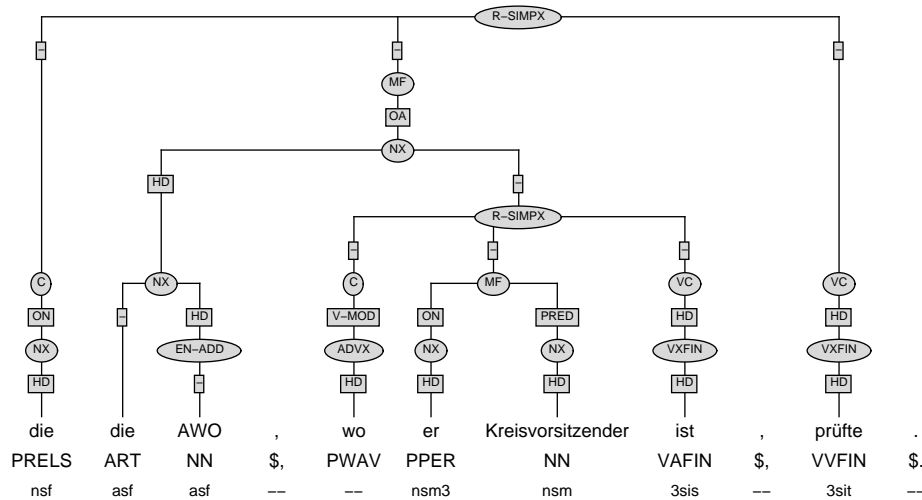 R−SIMPX
− − −
MF
OA
NX
HD −
R−SIMPX
− − −
C NX C MF VC VC
ON − HD V−MOD ON PRED HD HD
NX EN−ADD ADVX NX NX VXFIN VXFIN
HD − HD HD HD HD HD
die die AWO , wo er Kreisvorsitzender ist , prüfte .
PRELS ART NN $, PWAV PPER NN VAFIN $, VVFIN $.
nsf asf asf −− −− nsm3 nsm 3sis −− 3sit −−